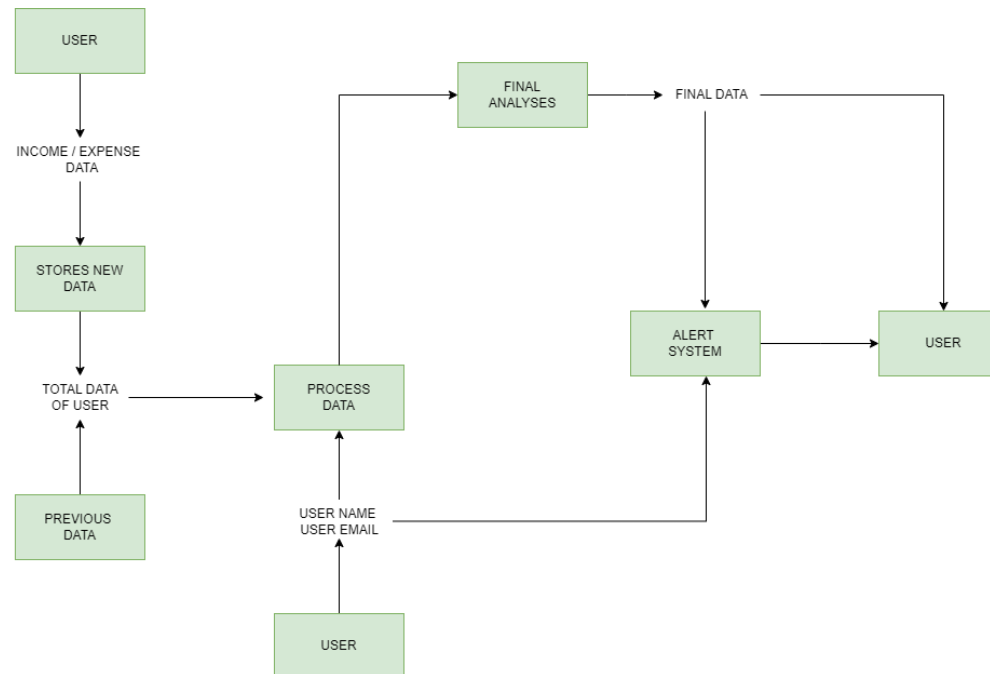 USER
INCOME / EXPENSE
DATA
STORES NEW
DATA
TOTAL DATA
OF USER
PREVIOUS
DATA
PROCESS
DATA
USER NAME
USER EMAIL
USER
FINAL
ANALYSES
FINAL DATA
ALERT
SYSTEM
USER